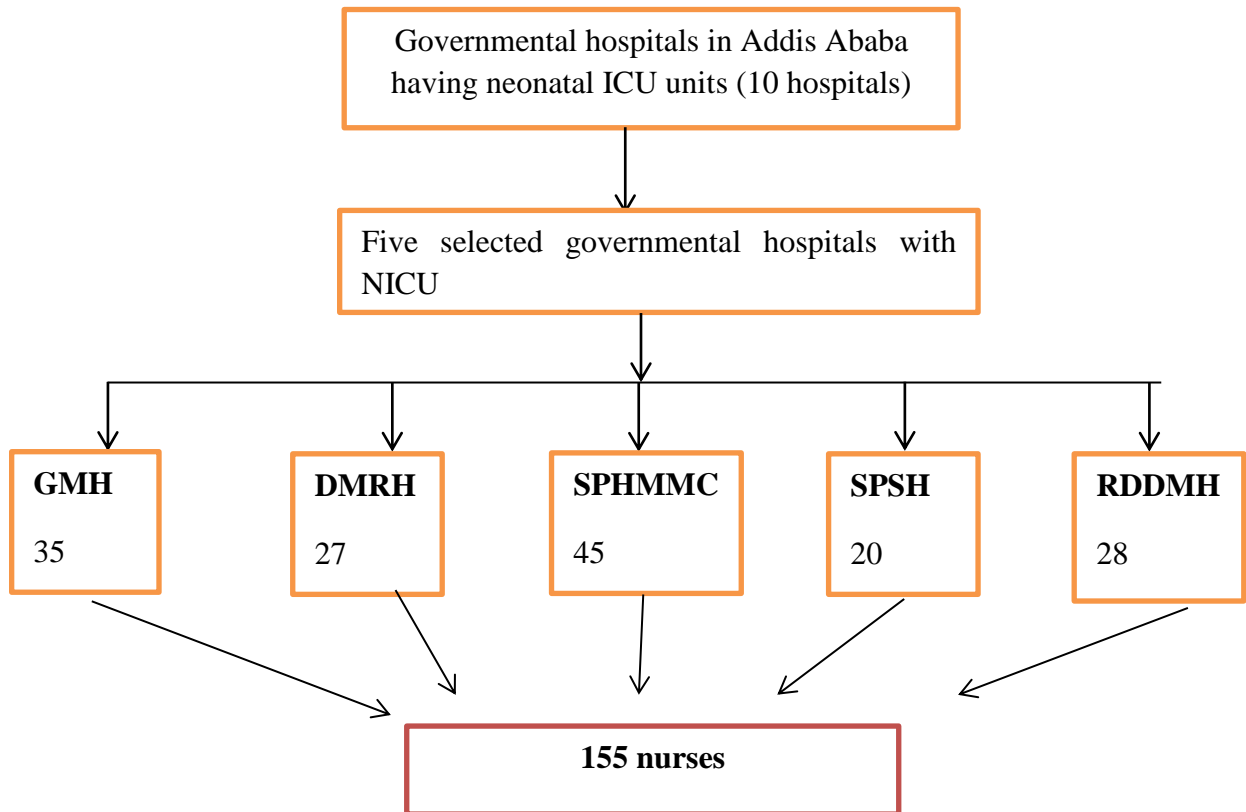 Governmental hospitals in Addis Ababa
having neonatal ICU units (10 hospitals)
Five selected governmental hospitals with
NICU
GMH
35
DMRH
27
SPHMMC
45
SPSH
20
RDDMH
28
155 nurses